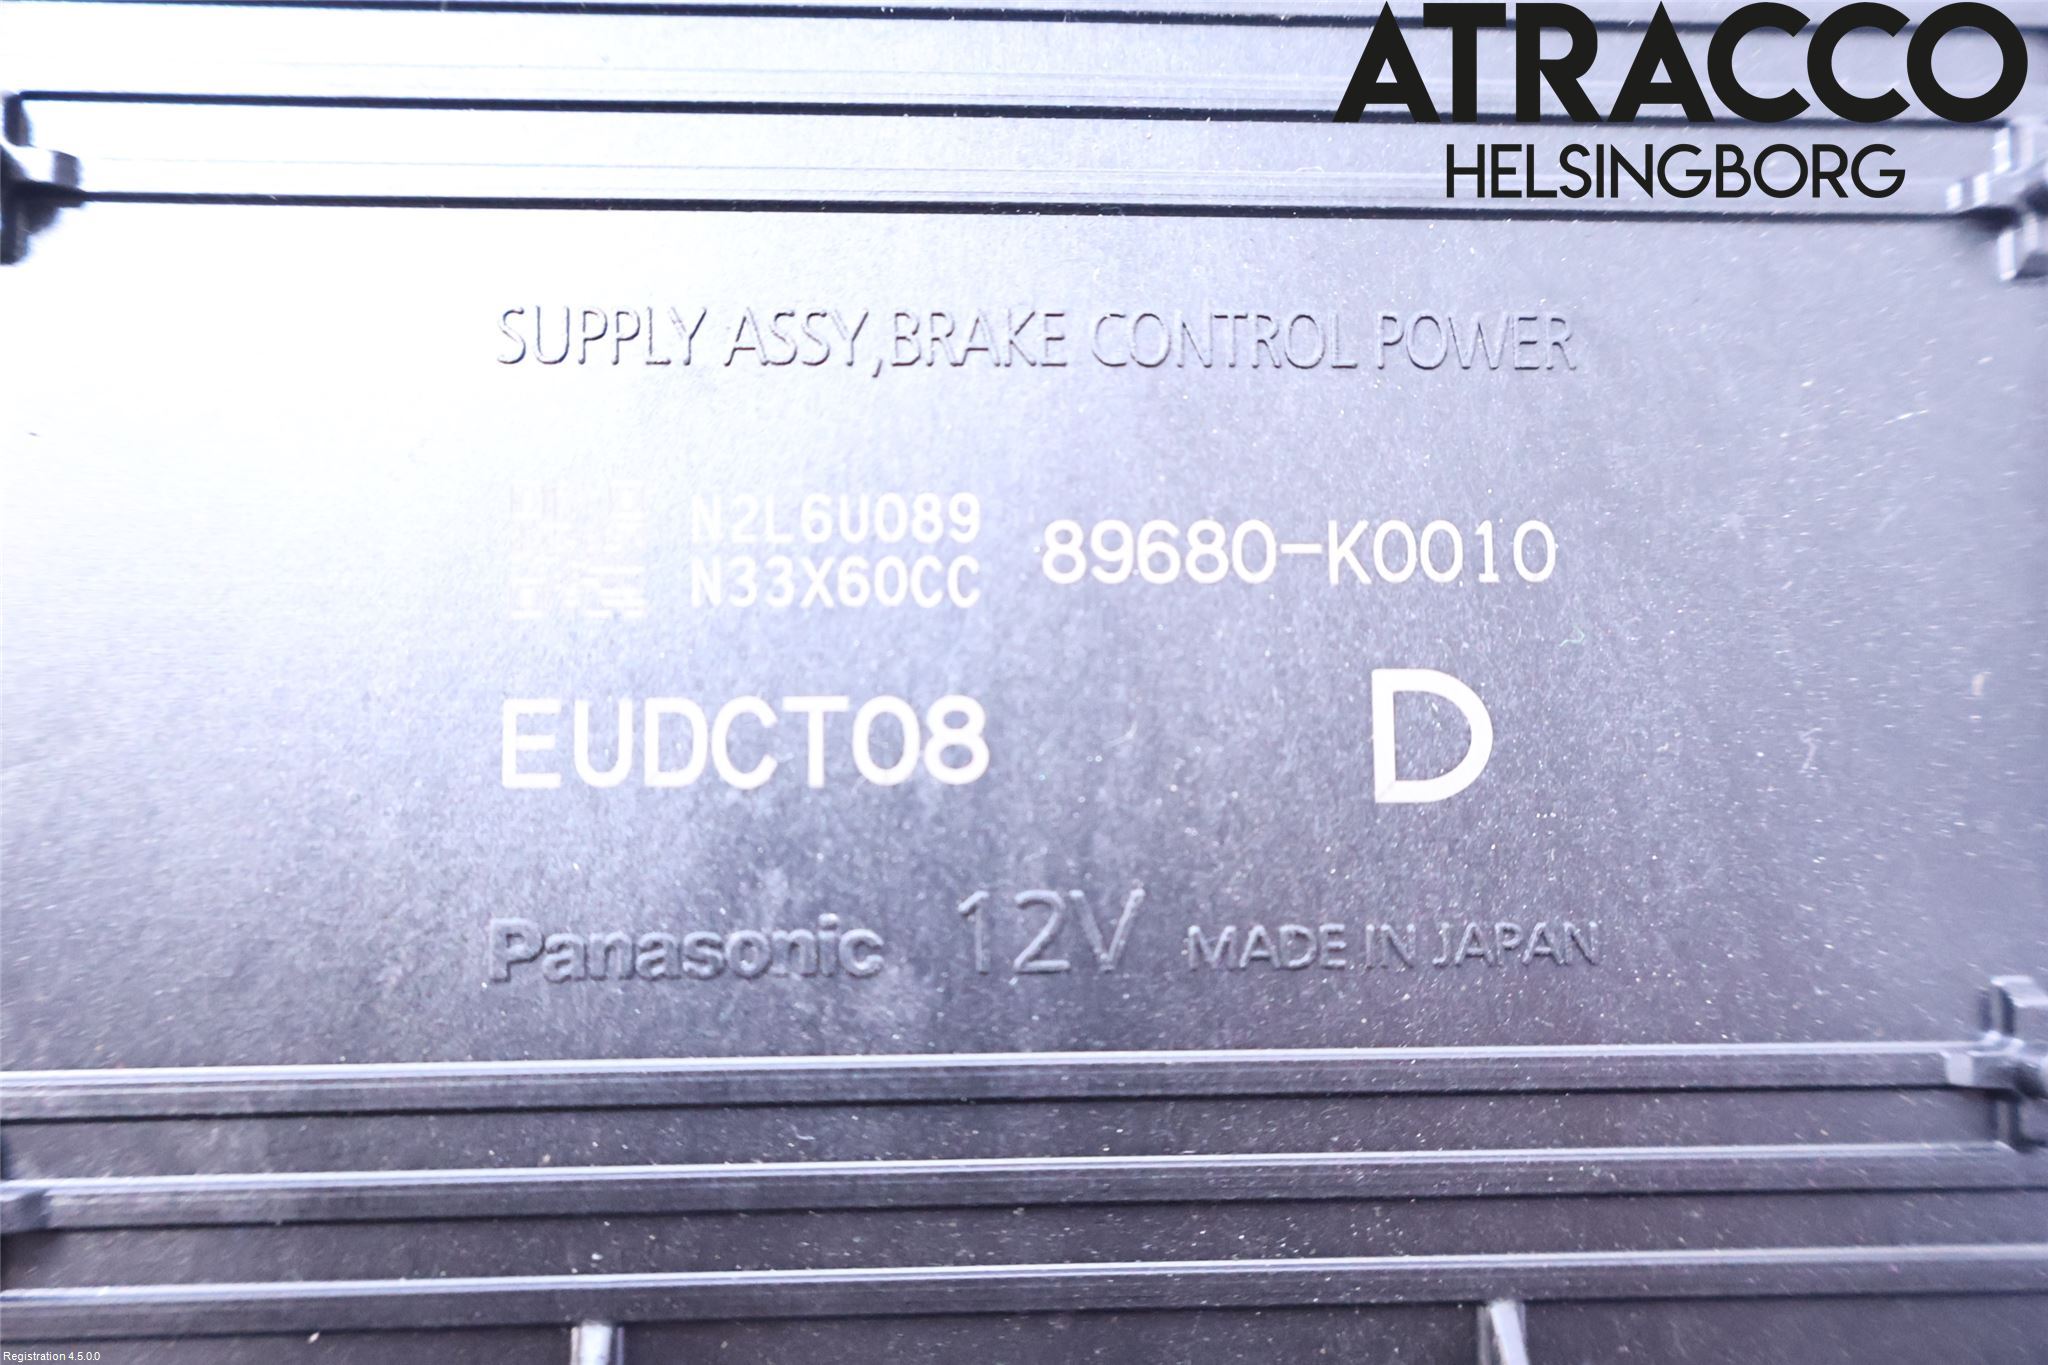 ATRACCO
HELSINGBORG
SUPPLY ASSY,BRAKE CONTROL POWER
N2L6U089
N33X60CC
89680-K0010
EUDCT08
D
Panasonic 12V MADE IN JAPAN
Registration 4.5.0.0